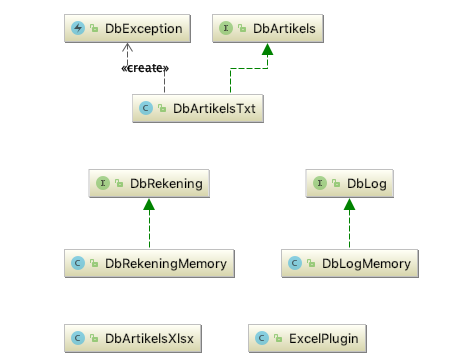 DbException
DbArtikels
«create»
DbArtikelsTxt
DbRekening
DbLog
DbRekeningMemory
DbLogMemory
DbArtikelsXlsx
ExcelPlugin